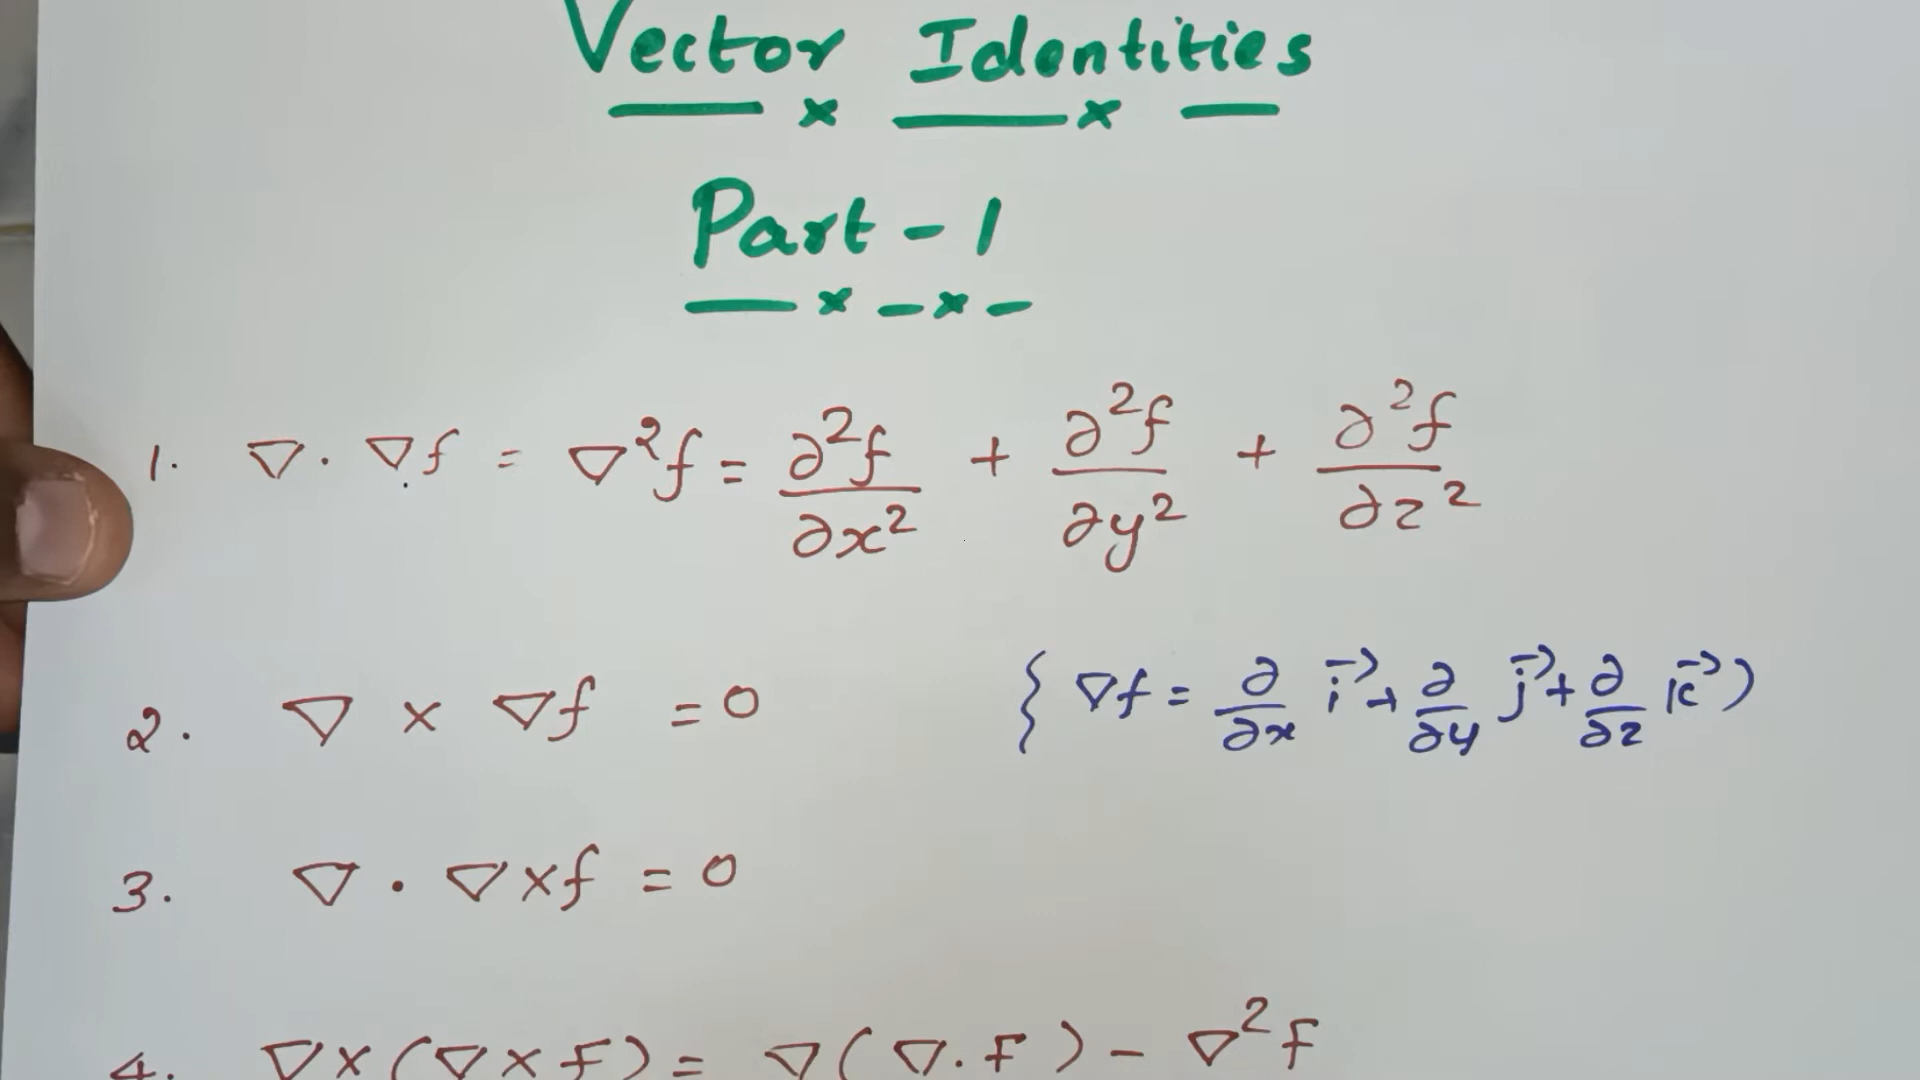 Vector Identities
Part - 1
1. ∇ . ∇f = ∇²f = ∂²f/∂x² + ∂²f/∂y² + ∂²f/∂z²
2. ∇ × ∇f = 0 { ∇f = ∂/∂x i⃗ + ∂/∂y j⃗ + ∂/∂z k⃗ )
3. ∇ . ∇ × f = 0
4. ∇ × (∇ × F) = ∇(∇ . F) - ∇²F